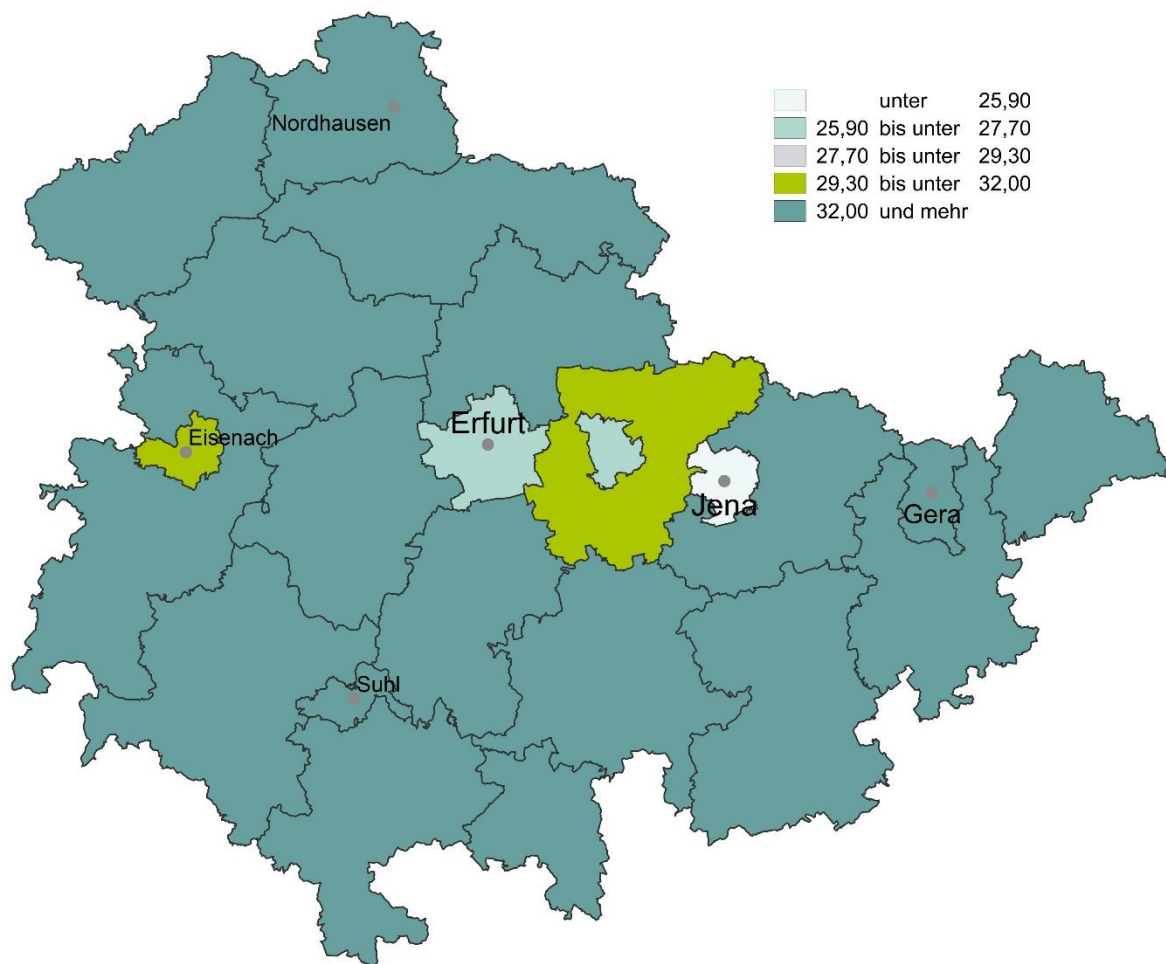 unter 25,90
25,90 bis unter 27,70
27,70 bis unter 29,30
29,30 bis unter 32,00
32,00 und mehr
Nordhausen
Eisenach
Erfurt
Jena
Gera
Suhl